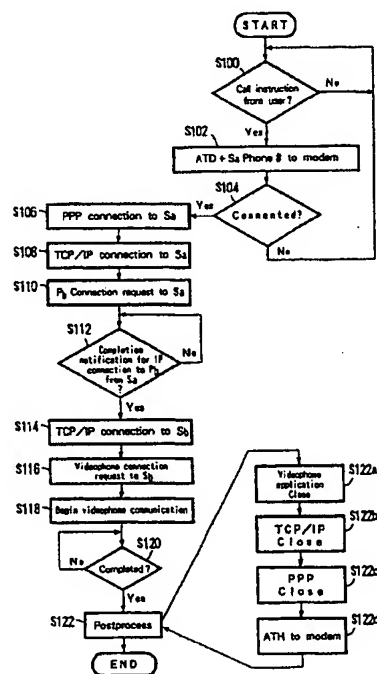 START
S100
Call instruction
from user?
No
Yes
S102
ATD + Sa Phone # to modem
S104
Connented?
Yes
No
S106
PPP connection to Sa
S108
TCP/IP connection to Sa
S110
Pb Connection request to Sa
S112
Completion
notification for IP
connection to Pb
from Sa
?
No
Yes
S114
TCP/IP connection to Sb
S116
Videophone connection
request to Sb
S118
Begin videophone communication
S120
Completed?
No
Yes
S122
Postprocess
END
S122a
Videophone
application
Close
S122b
TCP/IP
Close
S122c
PPP
Close
S122d
ATH to modem